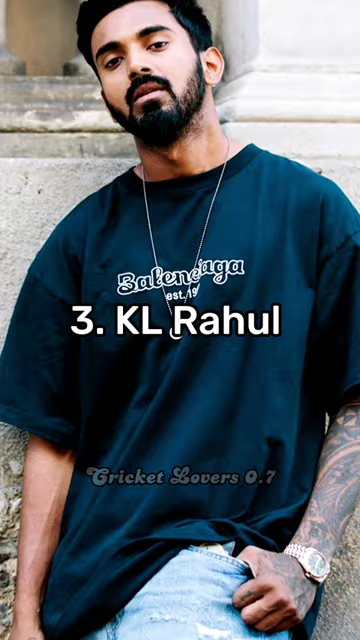 Balenciaga
est. 19
3. KL Rahul
Cricket Lovers 0.7